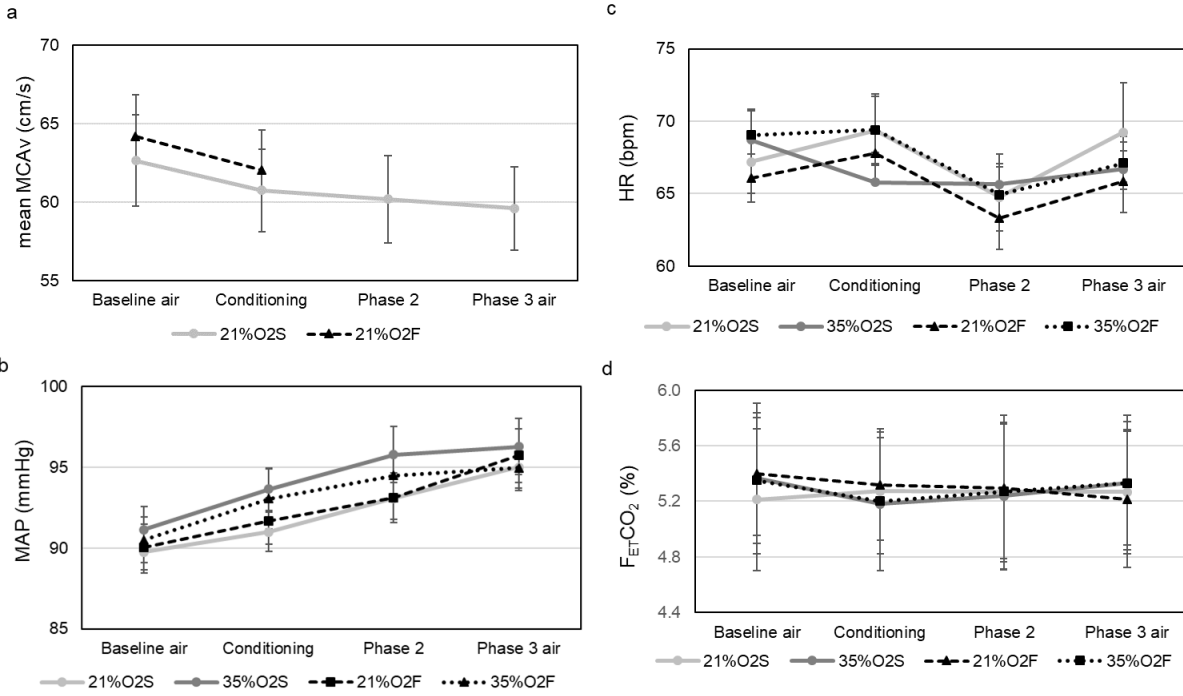 a
mean MCAv (cm/s)
70
65
60
55
Baseline air Conditioning Phase 2 Phase 3 air
21%O2S 21%O2F
b
MAP (mmHg)
100
95
90
85
Baseline air Conditioning Phase 2 Phase 3 air
21%O2S 35%O2S 21%O2F 35%O2F
c
HR (bpm)
75
70
65
60
Baseline air Conditioning Phase 2 Phase 3 air
21%O2S 35%O2S 21%O2F 35%O2F
d
FETCO2 (%)
6.0
5.6
5.2
4.8
4.4
Baseline air Conditioning Phase 2 Phase 3 air
21%O2S 35%O2S 21%O2F 35%O2F